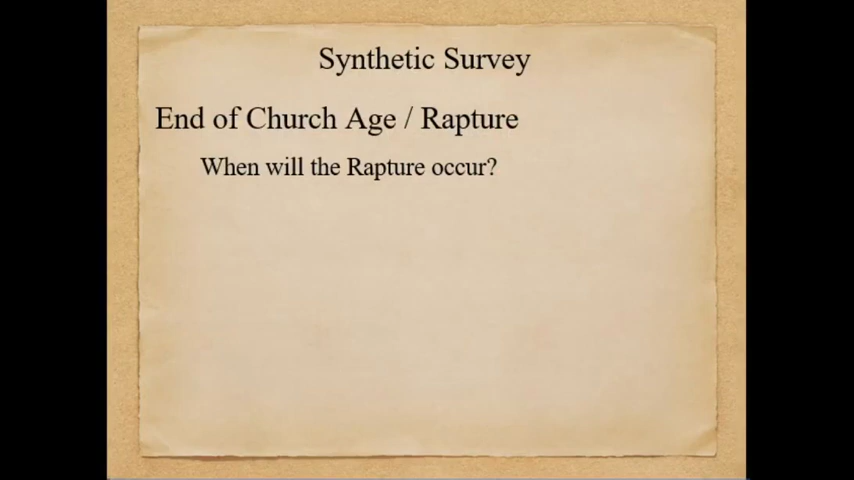 Synthetic Survey
End of Church Age / Rapture
When will the Rapture occur?